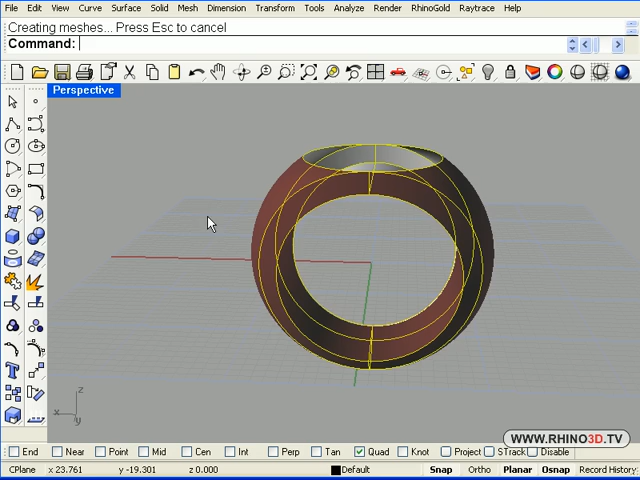 File Edit View Curve Surface Solid Mesh Dimension Transform Tools Analyze Render RhinoGold Raytrace Help
Creating meshes... Press Esc to cancel
Command:
Perspective
z
x
y
WWW.RHINO3D.TV
End Near Point Mid Cen Int Perp Tan Quad Knot Project STrack Disable
CPlane x 23.761 y -19.301 z 0.000 Default Snap Ortho Planar Osnap Record History